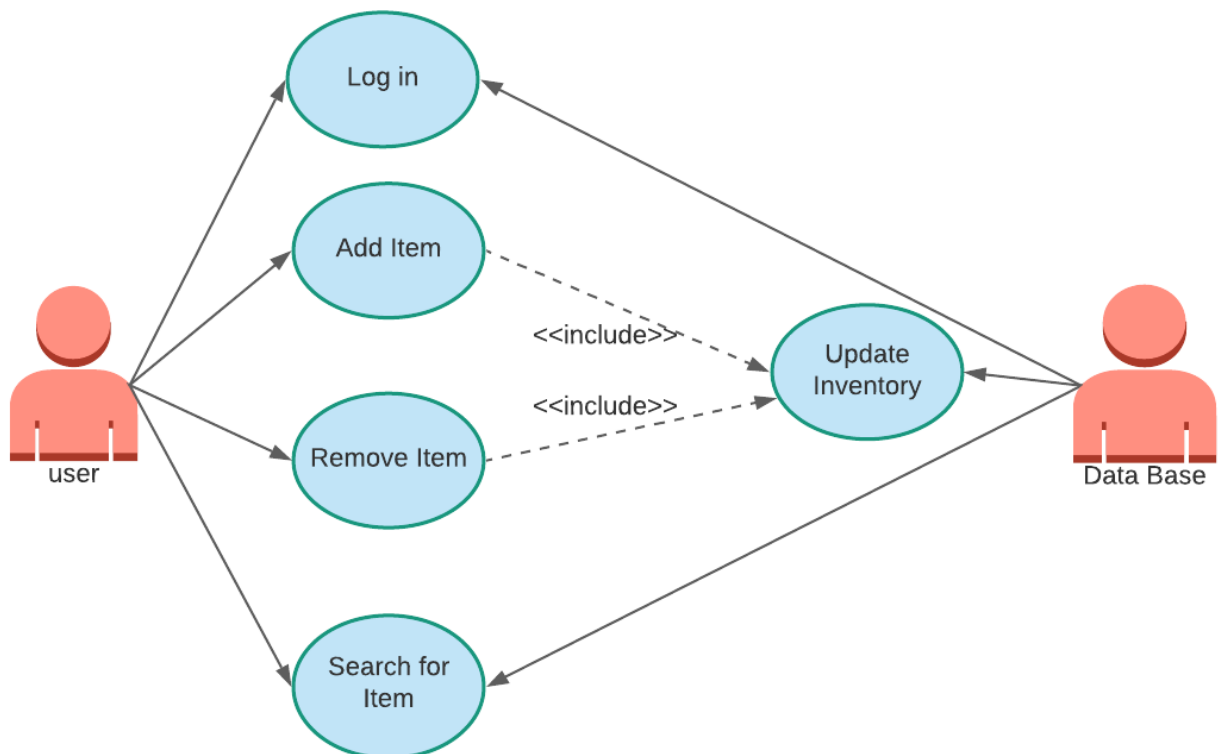 Log in
Add Item
<<include>>
Update
Inventory
<<include>>
Remove Item
user
Data Base
Search for
Item